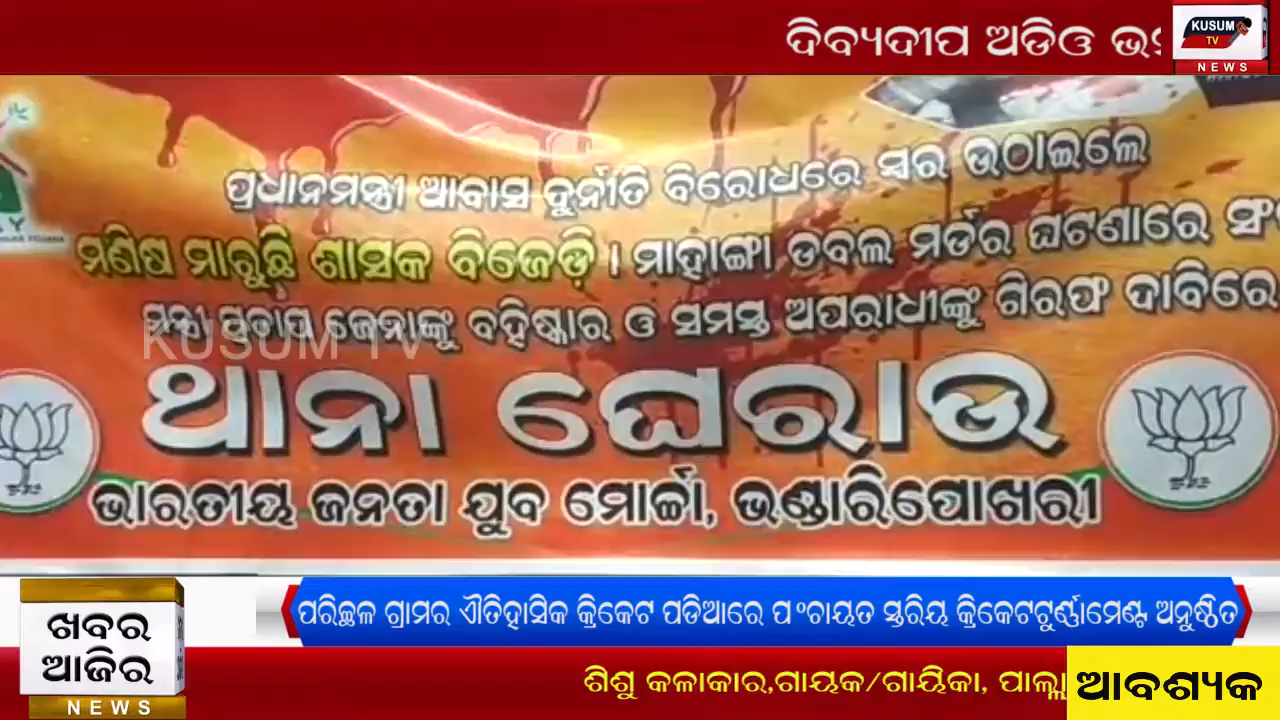 ଦିବ୍ୟଦୀପ ଅଡିଓ
KUSUM
TV
NEWS
ପ୍ରଧାନମନ୍ତ୍ରୀ ଆବାସ ଦୁର୍ନୀତି ବିରୋଧରେ ସ୍ଵର ଉଠାଇଲେ
ମଣିଷ ମାରୁଛି ଶାସକ ବିଜେଡ଼ି । ମାହାଙ୍ଗା ଡବଲ ମର୍ଡର ଘଟଣାରେ
ଜେନାଙ୍କୁ ବହିଷ୍କାର ଓ ସମସ୍ତ ଅପରାଧୀଙ୍କୁ ଗିରଫ ଦାବିରେ
KUSUM TV
ଥାନା ଘେରାଉ
ଭାରତୀୟ ଜନତା ଯୁବ ମୋର୍ଚ୍ଚା, ଭଣ୍ଡାରିପୋଖରୀ
ପରିଚ୍ଛଳ ଗ୍ରାମର ଐତିହାସିକ କ୍ରିକେଟ ପଡିଆରେ ପଂଚାୟତ ସ୍ତରିୟ କ୍ରିକେଟଟୁର୍ଣ୍ଣାମେଣ୍ଟ ଅନୁଷ୍ଠିତ
ଖବର
ଆଜିର
NEWS
ଶିଶୁ କଳାକାର,ଗାୟକ/ଗାୟିକା, ପାଲ୍ଲା
ଆବଶ୍ୟକ